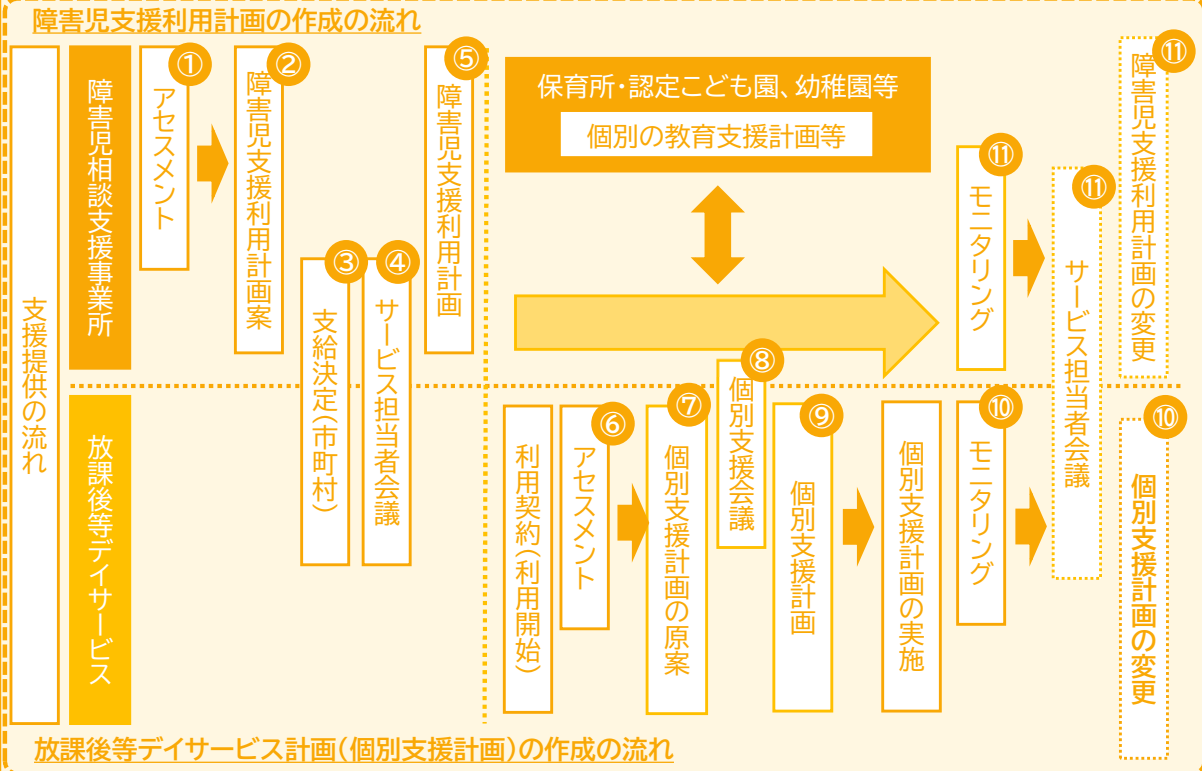 障害児支援利用計画の作成の流れ
支援提供の流れ
障害児相談支援事業所
①
アセスメント
②
障害児支援利用計画案
③
支給決定(市町村)
④
サービス担当者会議
⑤
障害児支援利用計画
保育所・認定こども園、幼稚園等
個別の教育支援計画等
⑪
モニタリング
⑪
サービス担当者会議
⑪
障害児支援利用計画の変更
放課後等デイサービス
利用契約(利用開始)
⑥
アセスメント
⑦
個別支援計画の原案
⑧
個別支援会議
⑨
個別支援計画
個別支援計画の実施
⑩
モニタリング
⑩
個別支援計画の変更
放課後等デイサービス計画(個別支援計画)の作成の流れ